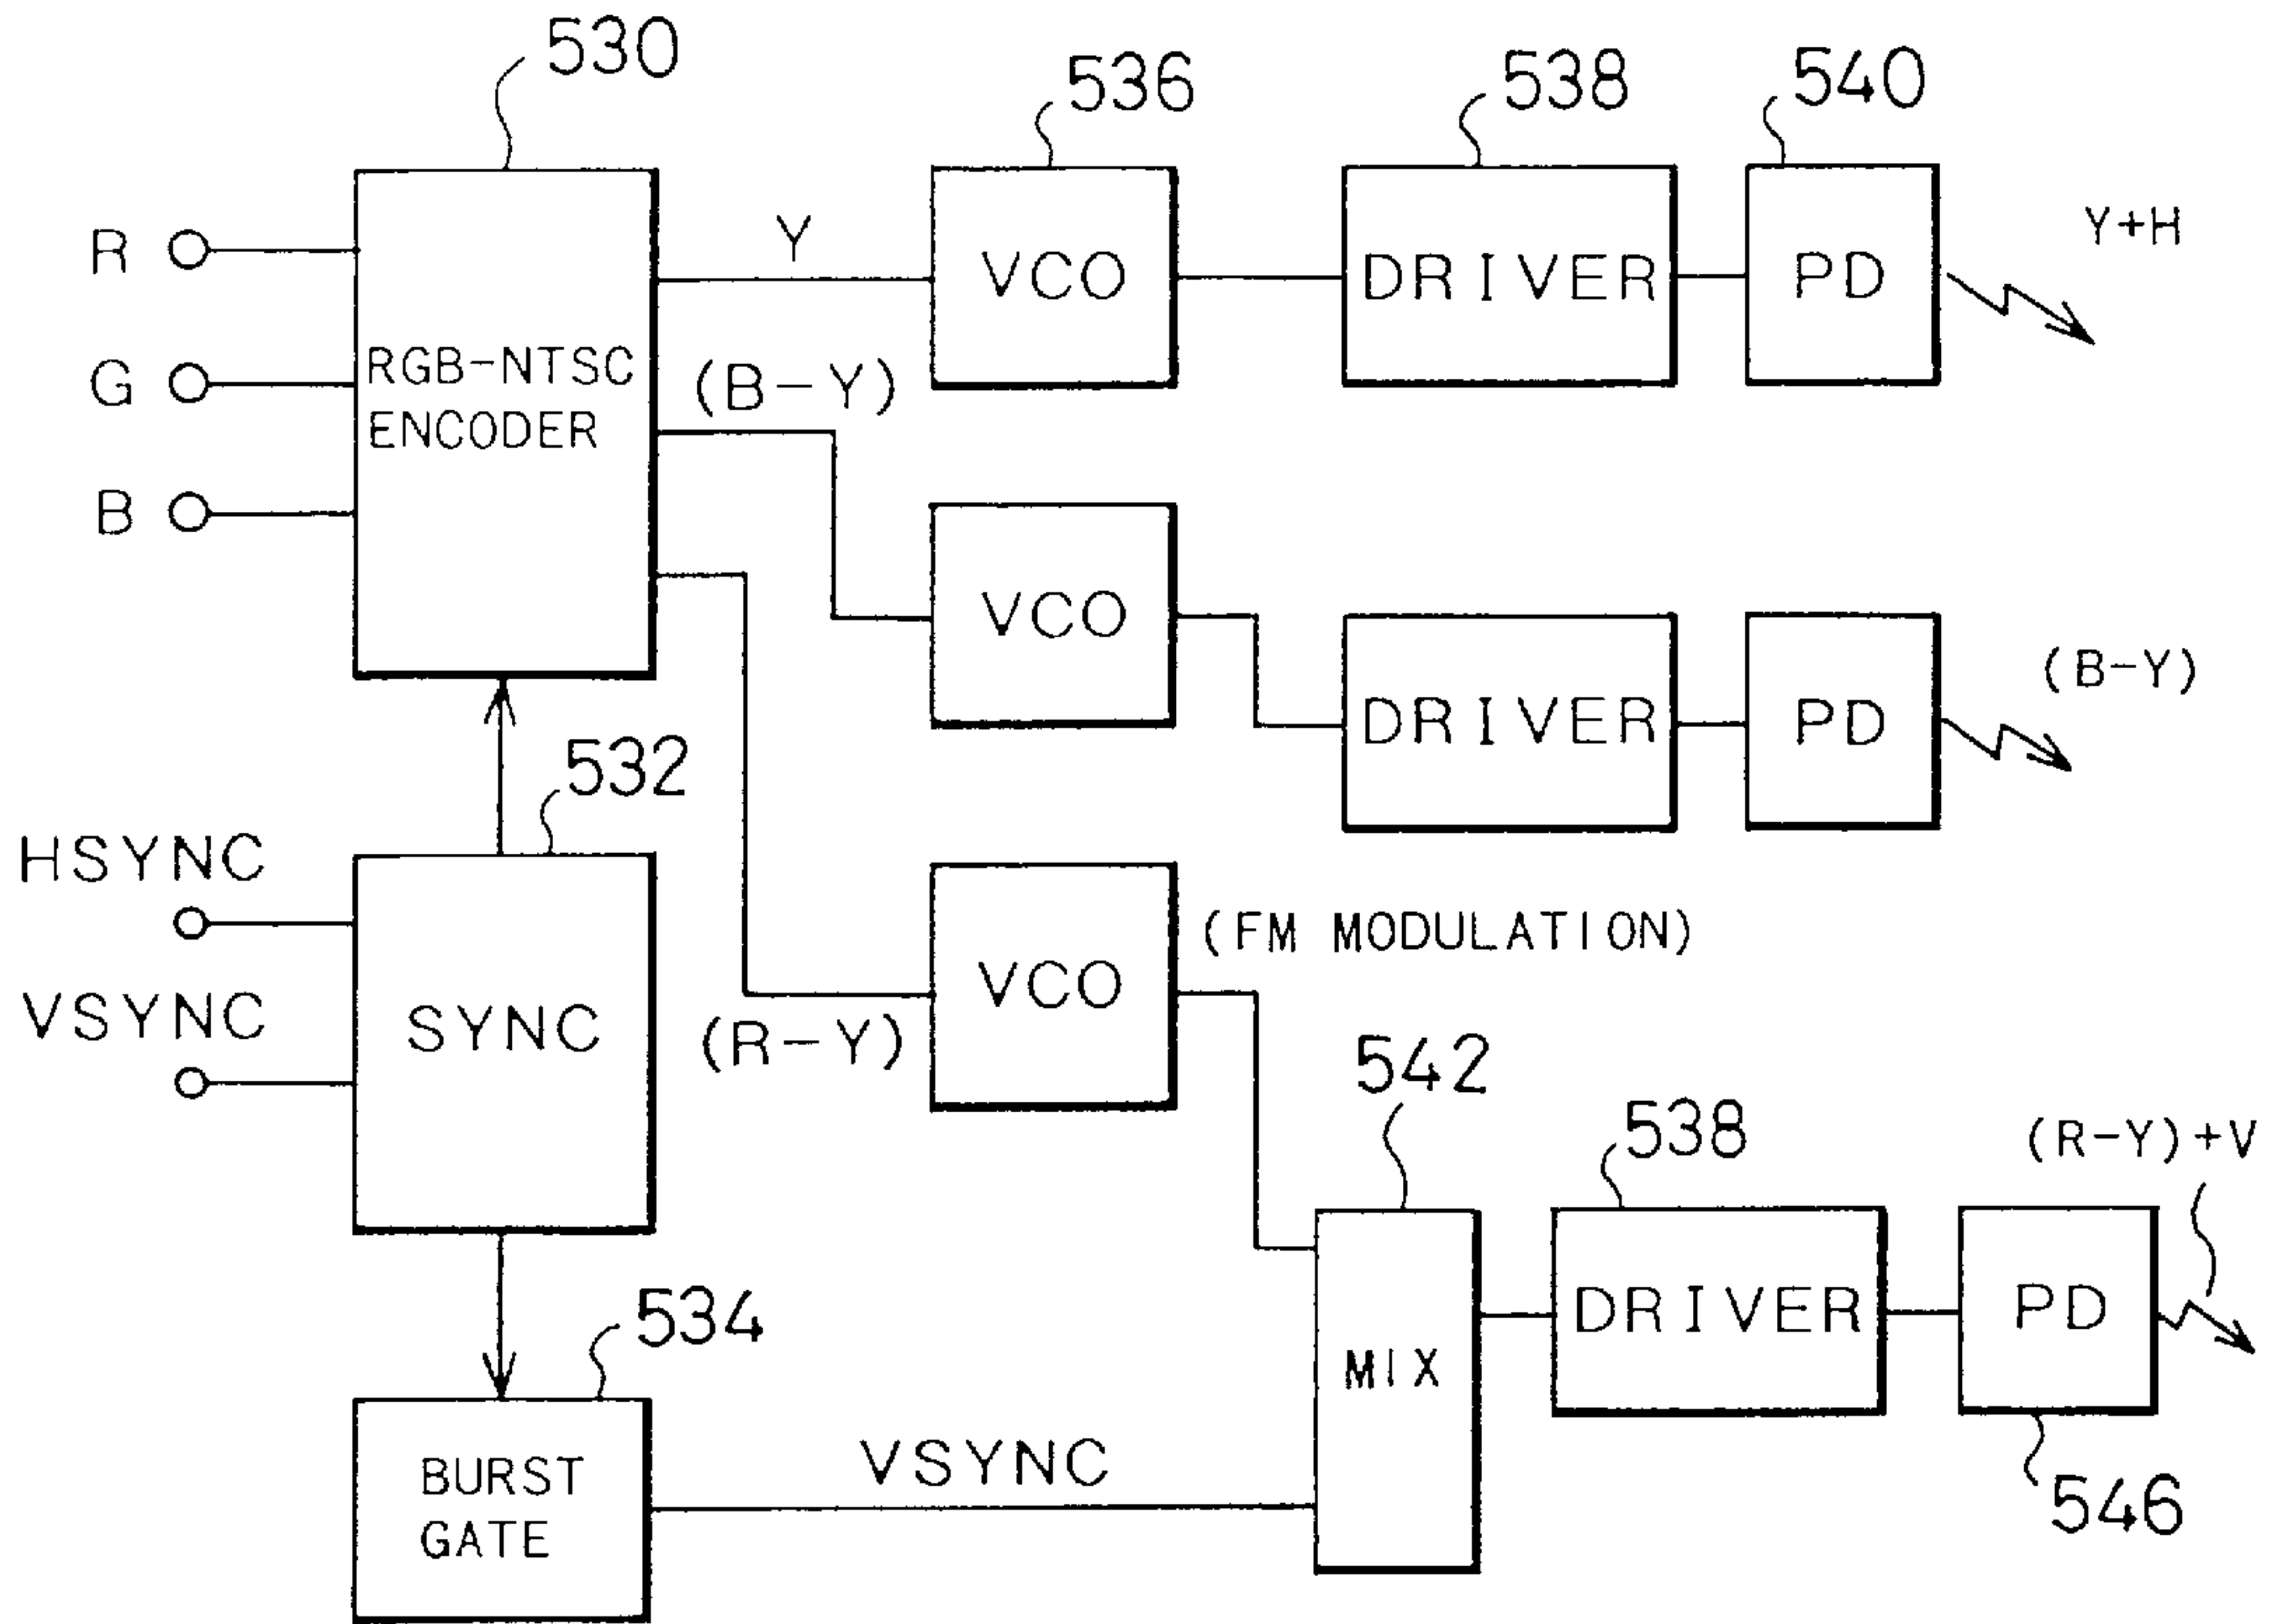 530
536
538
540
R
G
B
RGB-NTSC
ENCODER
Y
VCO
DRIVER
PD
Y+H
(B-Y)
VCO
DRIVER
PD
(B-Y)
532
HSYNC
VSYNC
SYNC
(R-Y)
VCO
(FM MODULATION)
542
538
(R-Y)+V
534
MIX
DRIVER
PD
546
BURST
GATE
VSYNC